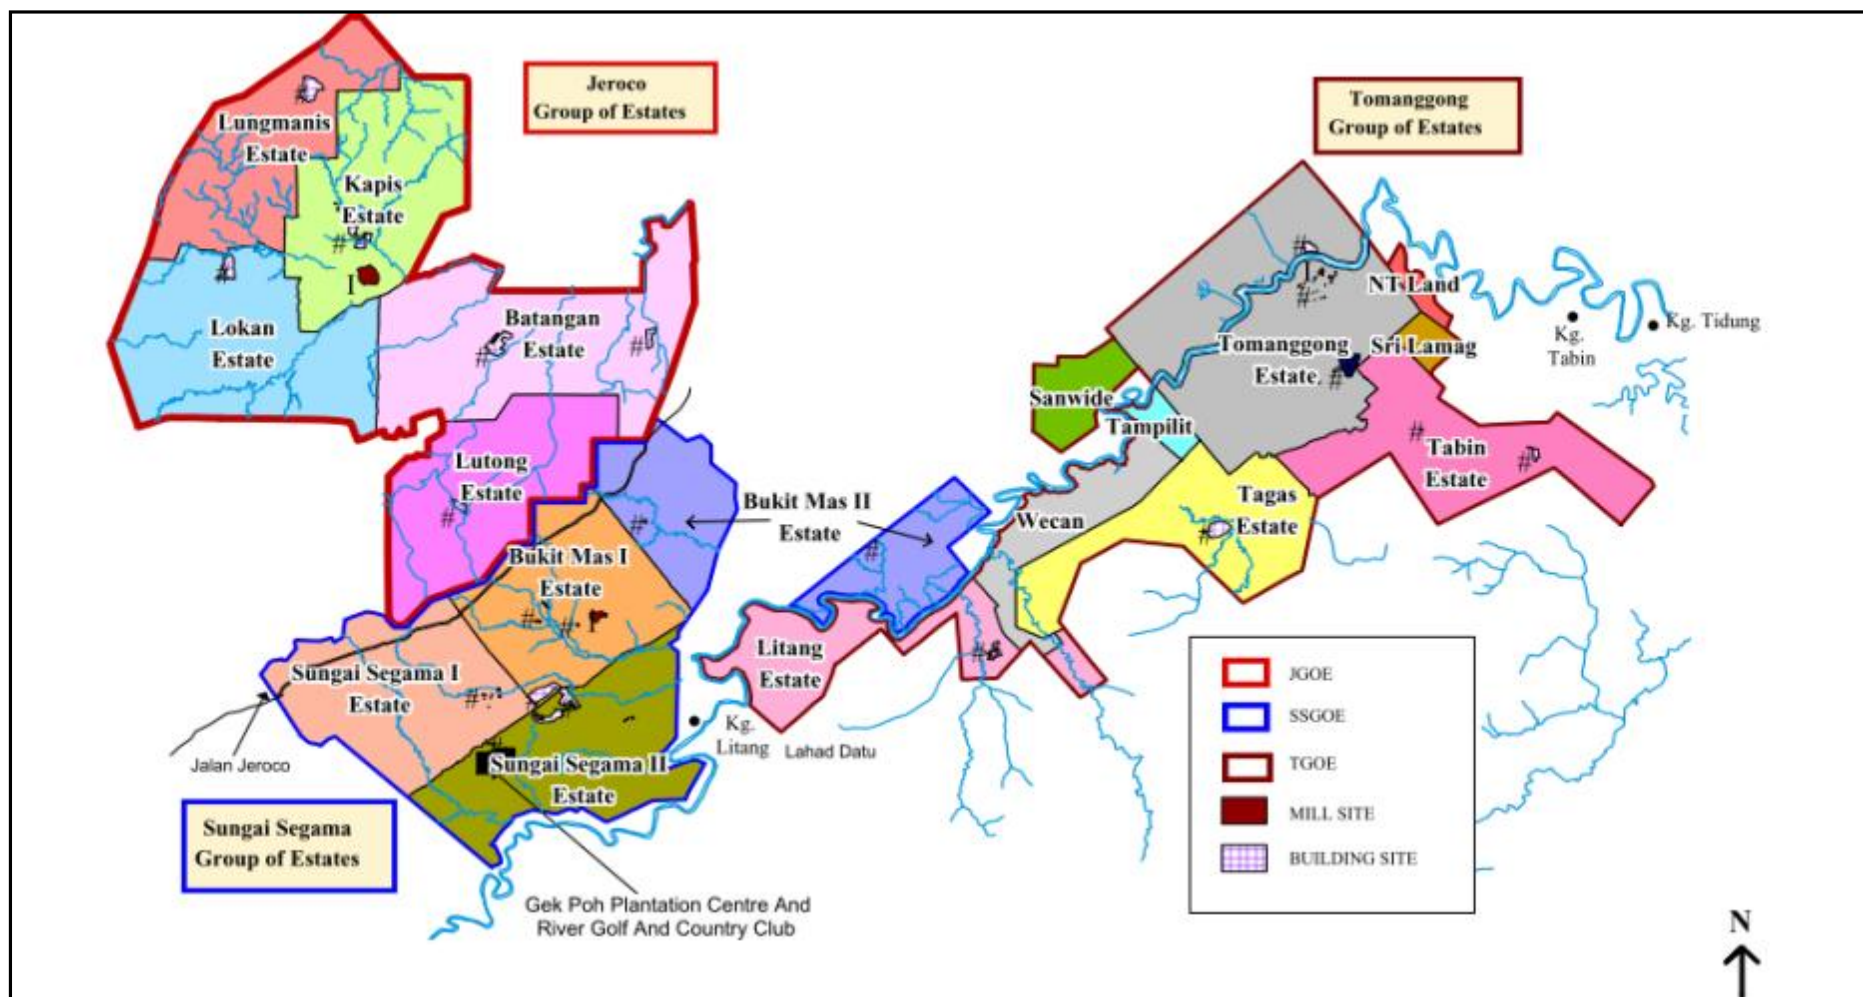 Jeroco
Group of Estates
Tomanggong
Group of Estates
Lungmanis
Estate
Kapis
Estate
Lokan
Estate
Batangan
Estate
Lutong
Estate
Bukit Mas II
Estate
Bukit Mas I
Estate
Sungai Segama I
Estate
Sungai Segama II
Estate
Jalan Jeroco
Sungai Segama
Group of Estates
Gek Poh Plantation Centre And
River Golf And Country Club
Kg.
Litang
Lahad Datu
Litang
Estate
Wecan
Sanwide
Tampilit
Tomanggong
Estate
NT Land
Sri Lamag
Kg.
Tabin
Kg. Tidung
Tabin
Estate
Tagas
Estate
JGOE
SSGOE
TGOE
MILL SITE
BUILDING SITE
N